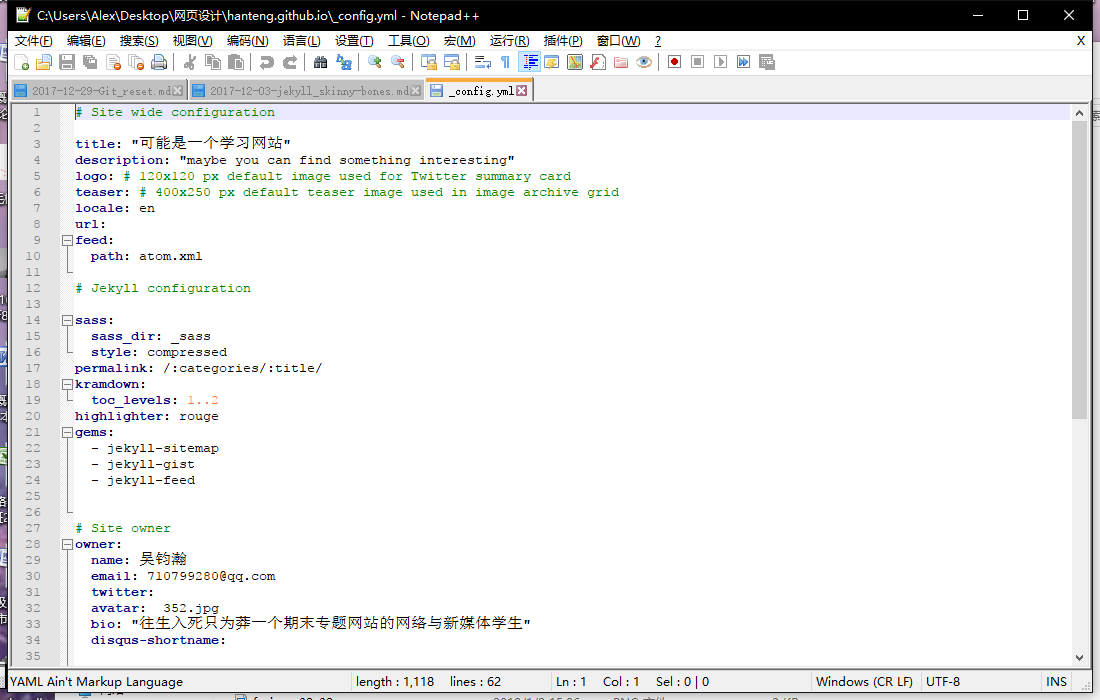 C:\Users\Alex\Desktop\网页设计\hanteng.github.io\_config.yml - Notepad++
文件(F) 编辑(E) 搜索(S) 视图(V) 编码(N) 语言(L) 设置(T) 工具(O) 宏(M) 运行(R) 插件(P) 窗口(W) ? X
2017-12-29-Git_reset.md 2017-12-03-jekyll_skinny-bones.md _config.yml
1 # Site wide configuration
2
3 title: "可能是一个学习网站"
4 description: "maybe you can find something interesting"
5 logo: # 120x120 px default image used for Twitter summary card
6 teaser: # 400x250 px default teaser image used in image archive grid
7 locale: en
8 url:
9 feed:
10 path: atom.xml
11
12 # Jekyll configuration
13
14 sass:
15 sass_dir: _sass
16 style: compressed
17 permalink: /:categories/:title/
18 kramdown:
19 toc_levels: 1..2
20 highlighter: rouge
21 gems:
22 - jekyll-sitemap
23 - jekyll-gist
24 - jekyll-feed
25
26
27 # Site owner
28 owner:
29 name: 吴钧瀚
30 email: 710799280@qq.com
31 twitter:
32 avatar: 352.jpg
33 bio: "往生入死只为莽一个期末专题网站的网络与新媒体学生"
34 disqus-shortname:
35
YAML Ain't Markup Language length : 1,118 lines : 62 Ln : 1 Col : 1 Sel : 0 | 0 Windows (CR LF) UTF-8 INS